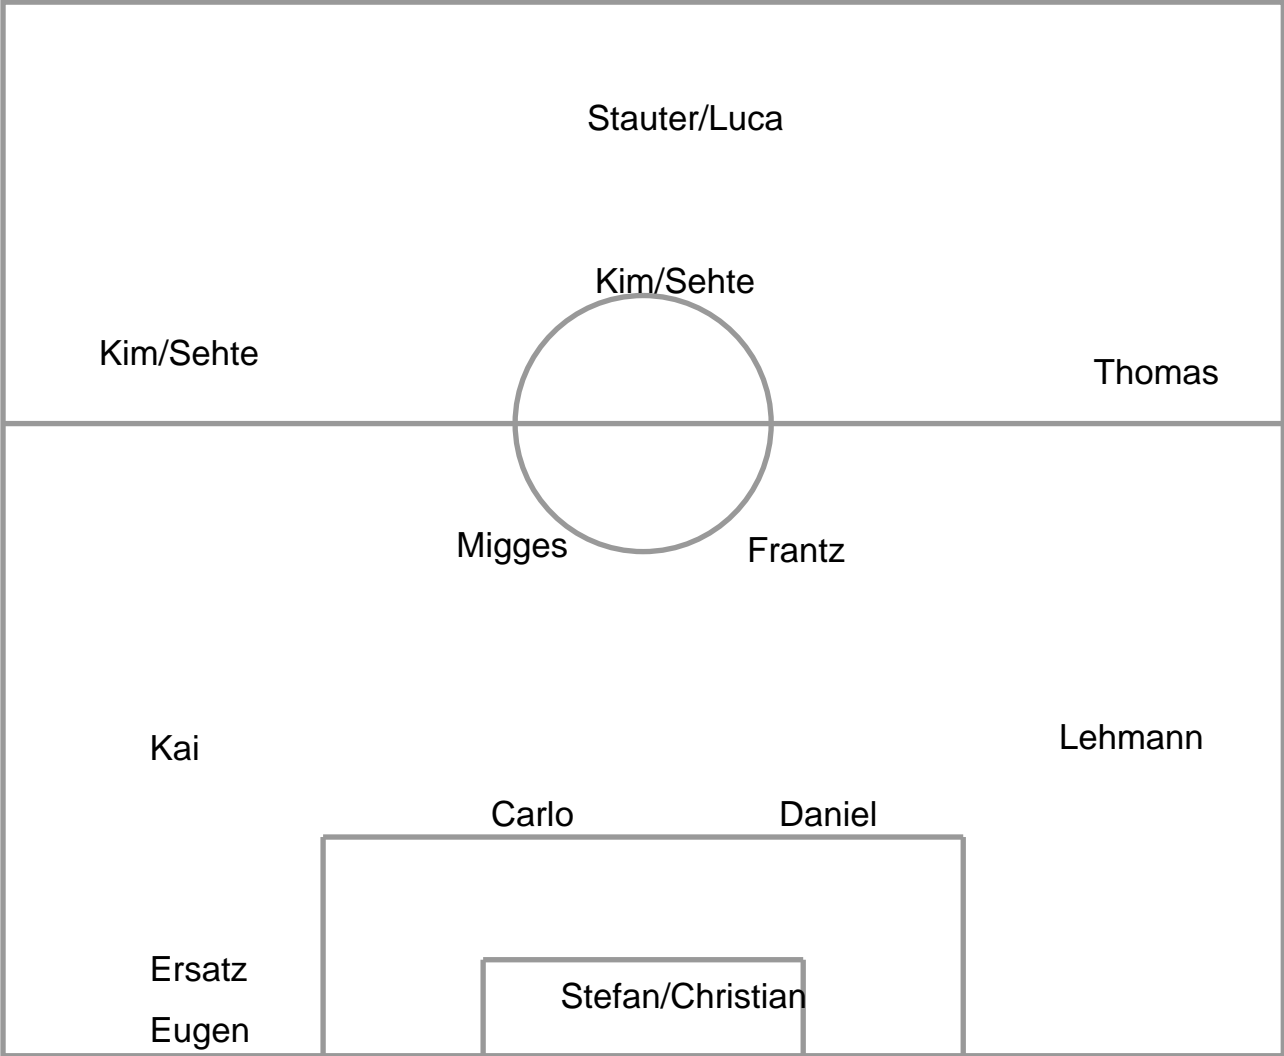 Stauter/Luca
Kim/Sehte
Kim/Sehte
Thomas
Migges
Frantz
Kai
Lehmann
Carlo
Daniel
Ersatz
Stefan/Christian
Eugen